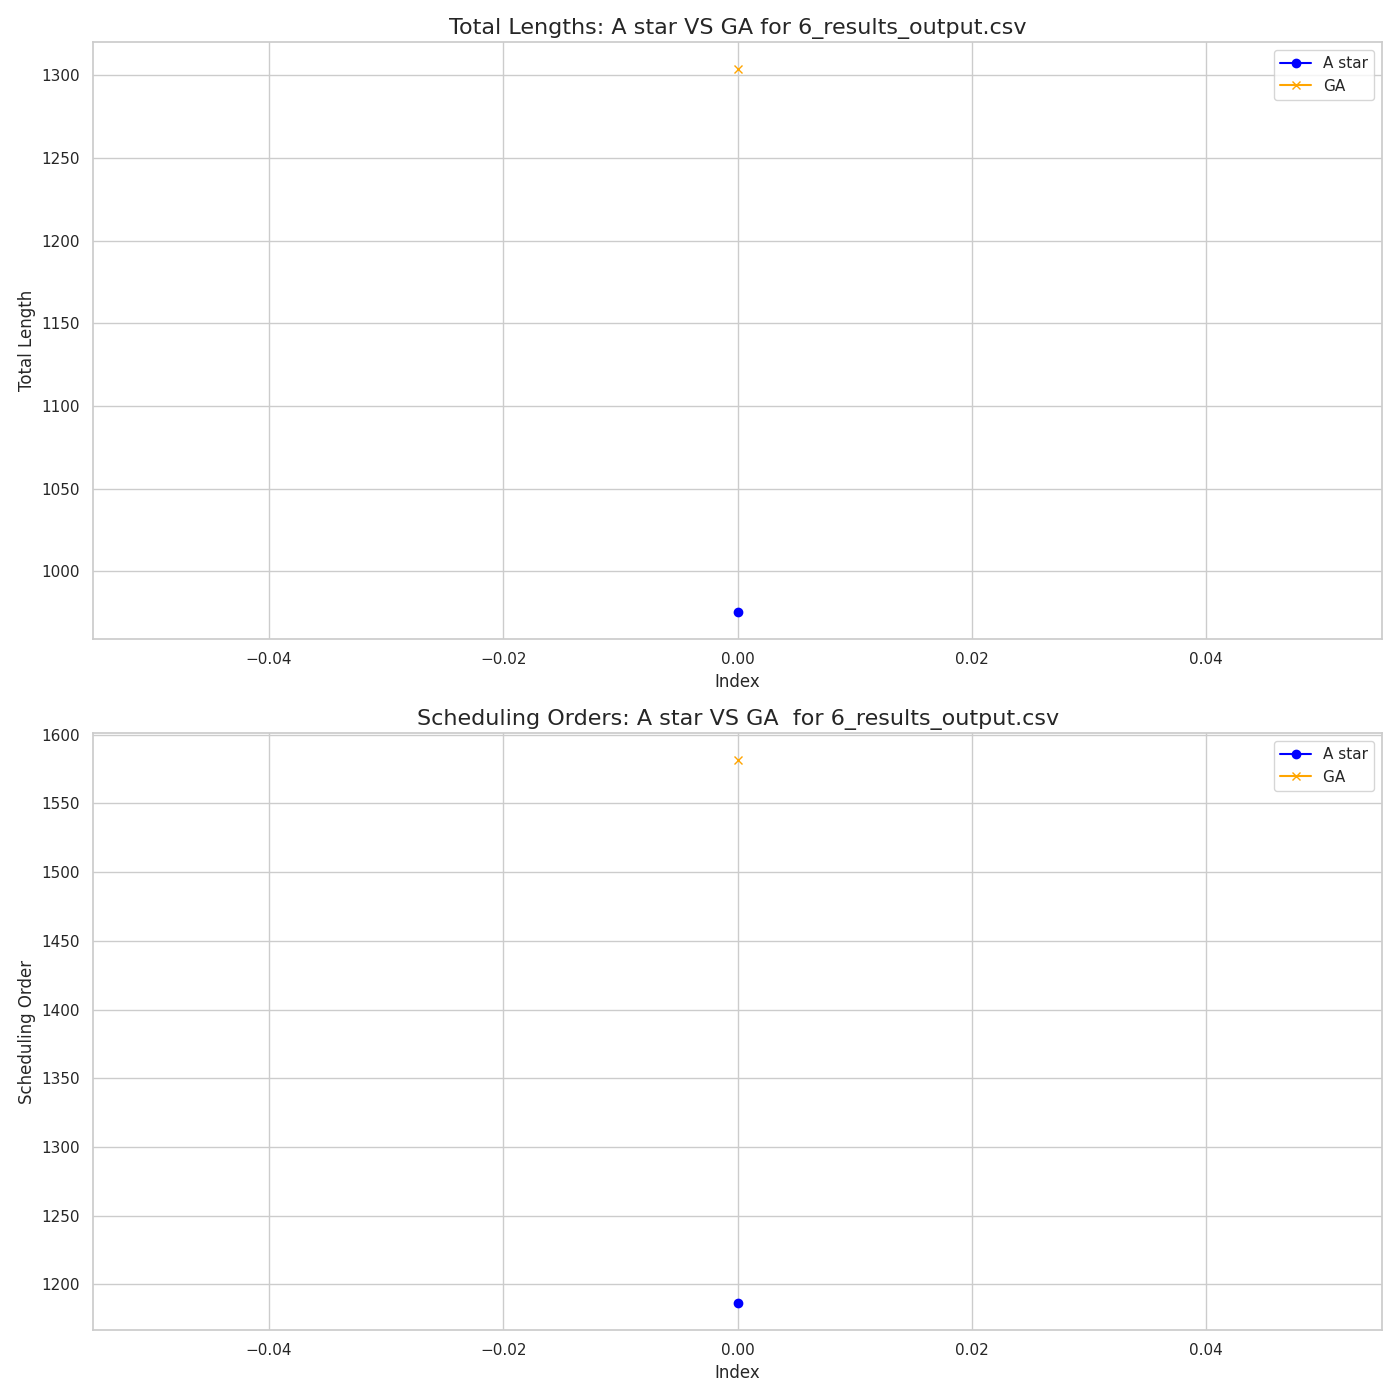 Total Lengths: A star VS GA for 6_results_output.csv
A star
GA
1300
1250
1200
1150
1100
1050
1000
Total Length
−0.04
−0.02
0.00
0.02
0.04
Index
Scheduling Orders: A star VS GA  for 6_results_output.csv
A star
GA
1600
1550
1500
1450
1400
1350
1300
1250
1200
Scheduling Order
−0.04
−0.02
0.00
0.02
0.04
Index